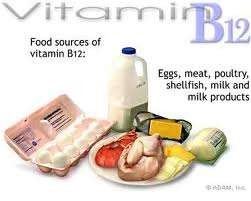 Vitamin
B12
Food sources of
vitamin B12:
Eggs, meat, poultry,
shellfish, milk and
milk products
© ADAM, Inc.